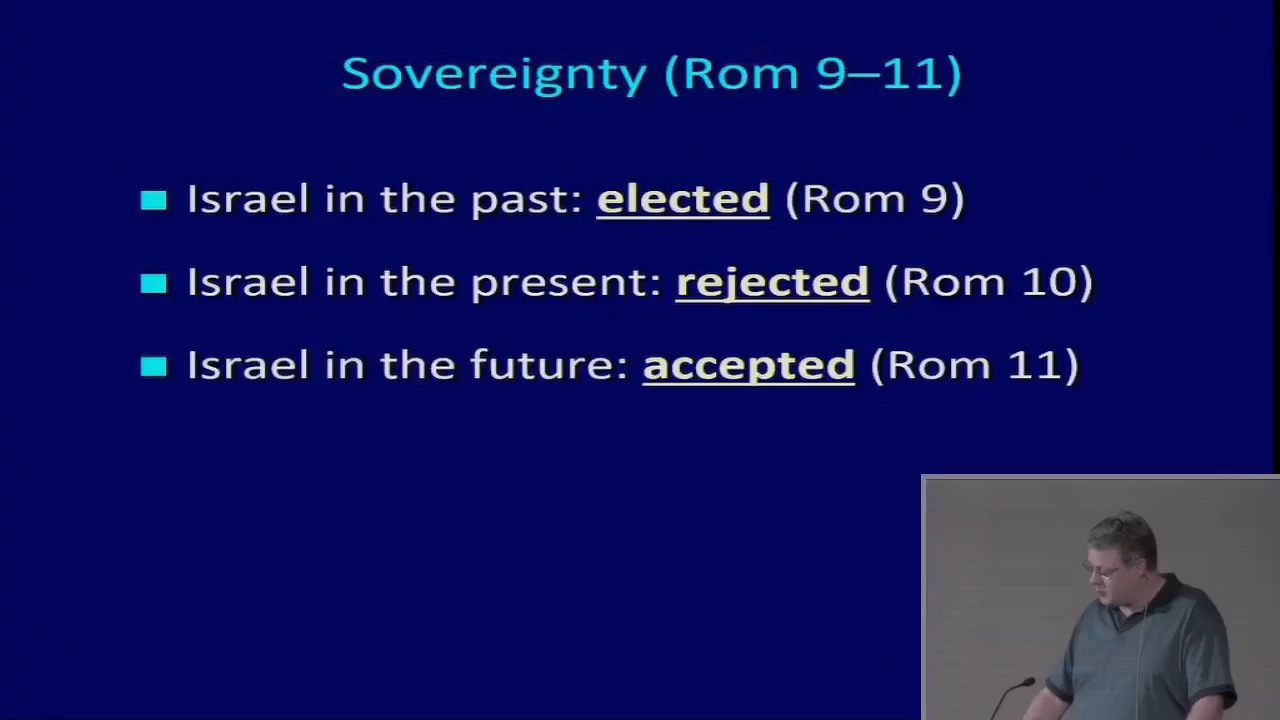 Sovereignty (Rom 9–11)
Israel in the past: elected (Rom 9)
Israel in the present: rejected (Rom 10)
Israel in the future: accepted (Rom 11)